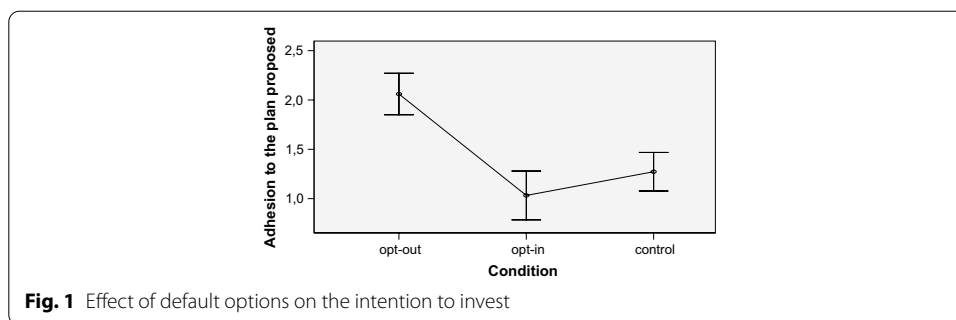 Adhesion to the plan proposed
2,5
2,0
1,5
1,0
opt-out opt-in control
Condition
Fig. 1 Effect of default options on the intention to invest